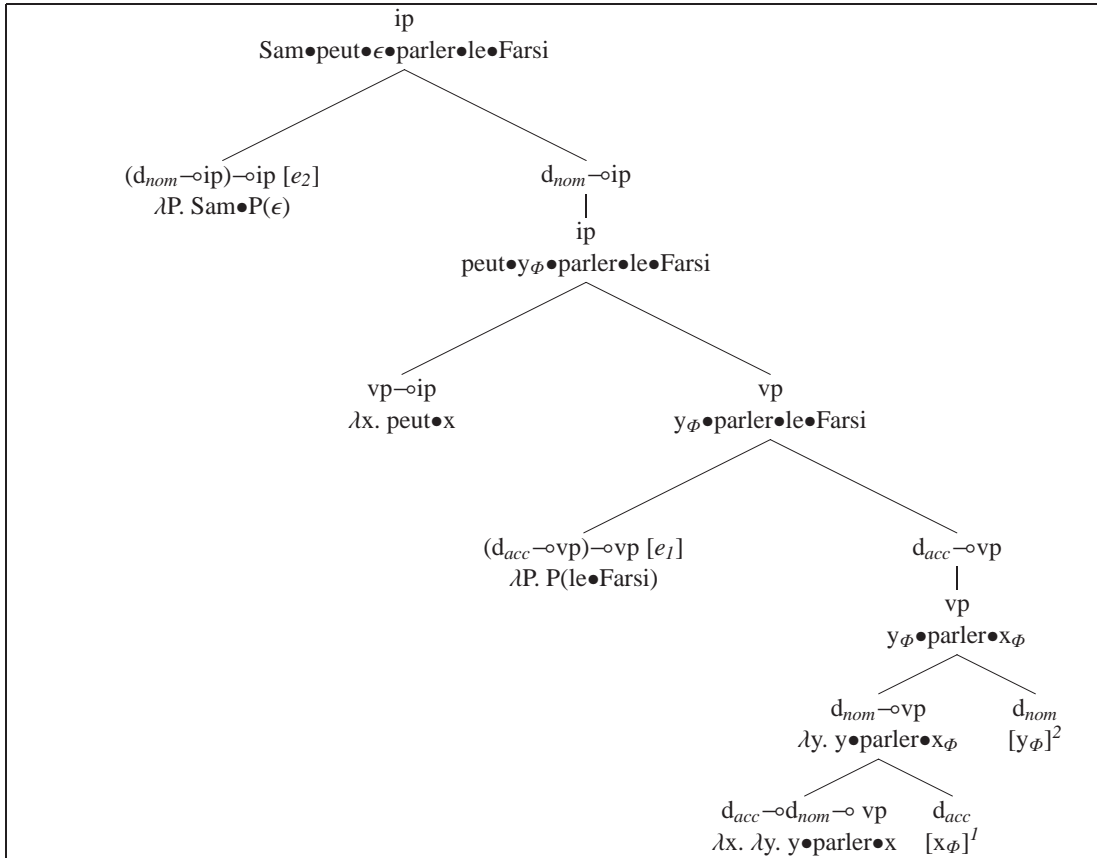 ip
Sam●peut●ϵ●parler●le●Farsi
(d_nom⊸ip)⊸ip [e_2] d_nom⊸ip
λP. Sam●P(ϵ)
ip
peut●y_Φ●parler●le●Farsi
vp⊸ip vp
λx. peut●x y_Φ●parler●le●Farsi
(d_acc⊸vp)⊸vp [e_1] d_acc⊸vp
λP. P(le●Farsi)
vp
y_Φ●parler●x_Φ
d_nom⊸vp d_nom
λy. y●parler●x_Φ [y_Φ]^2
d_acc⊸d_nom⊸ vp d_acc
λx. λy. y●parler●x [x_Φ]^1